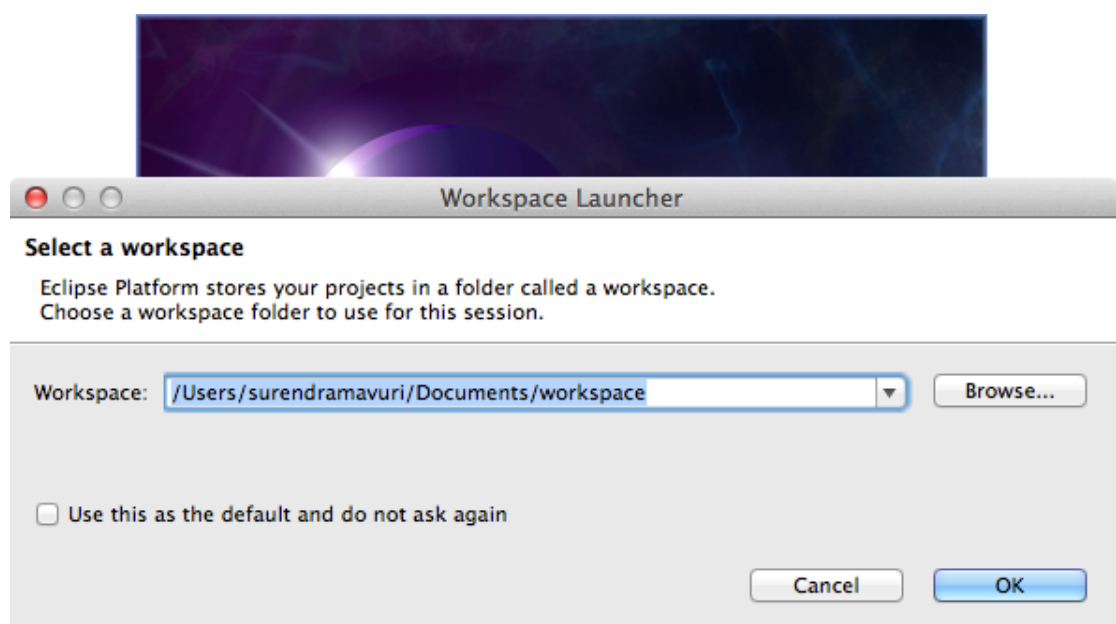 Workspace Launcher
Select a workspace
Eclipse Platform stores your projects in a folder called a workspace.
Choose a workspace folder to use for this session.
Workspace: /Users/surendramavuri/Documents/workspace Browse...
Use this as the default and do not ask again
Cancel OK